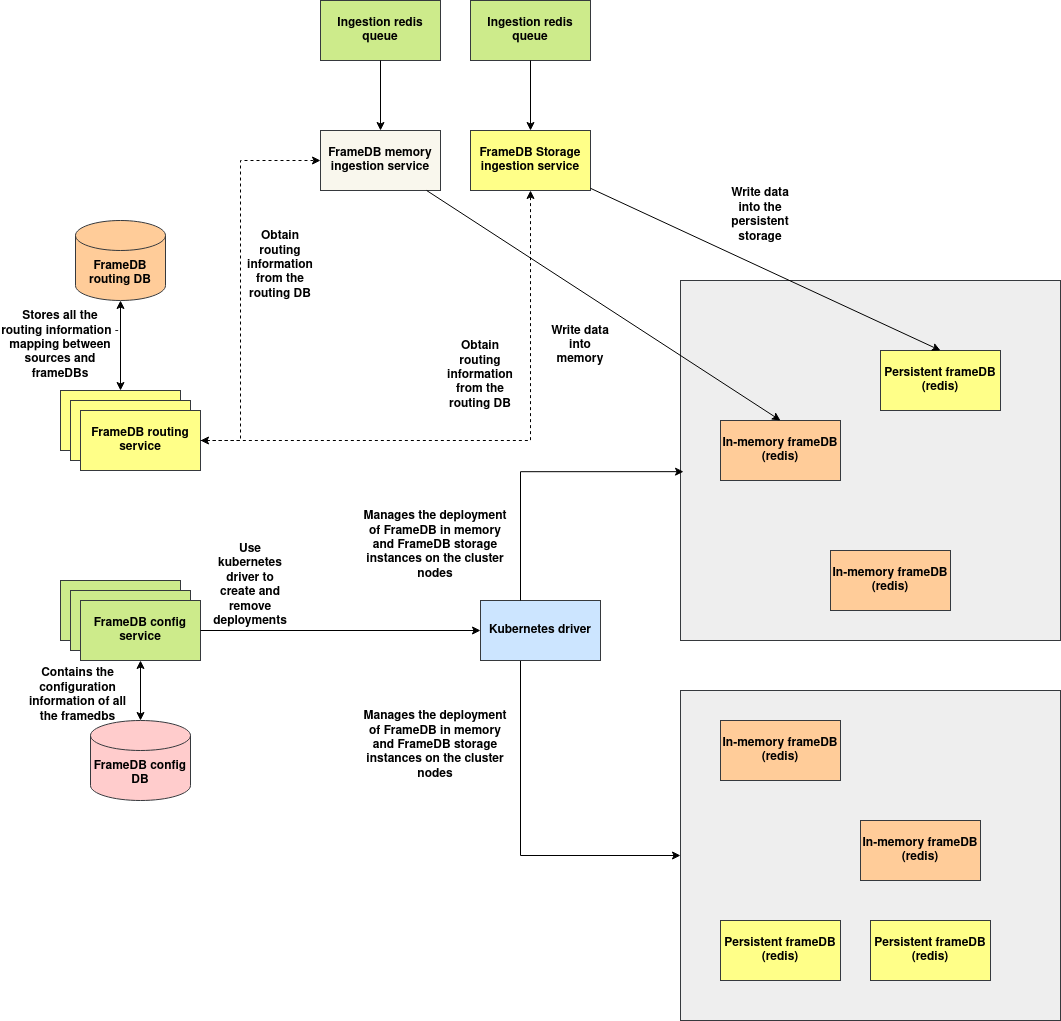 Ingestion redis
queue
Ingestion redis
queue
FrameDB memory
ingestion service
FrameDB Storage
ingestion service
Write data
into the
persistent
storage
Obtain
routing
information
from the
routing DB
FrameDB
routing DB
Stores all the
routing information -
mapping between
sources and
frameDBs
Write data
into
memory
Obtain
routing
information
from the
routing DB
Persistent frameDB
(redis)
FrameDB routing
service
In-memory frameDB
(redis)
Manages the deployment
of FrameDB in memory
and FrameDB storage
instances on the cluster
nodes
Use
kubernetes
driver to
create and
remove
deployments
In-memory frameDB
(redis)
FrameDB config
service
Kubernetes driver
Contains the
configuration
information of all
the framedbs
Manages the deployment
of FrameDB in memory
and FrameDB storage
instances on the cluster
nodes
FrameDB config
DB
In-memory frameDB
(redis)
In-memory frameDB
(redis)
Persistent frameDB
(redis)
Persistent frameDB
(redis)